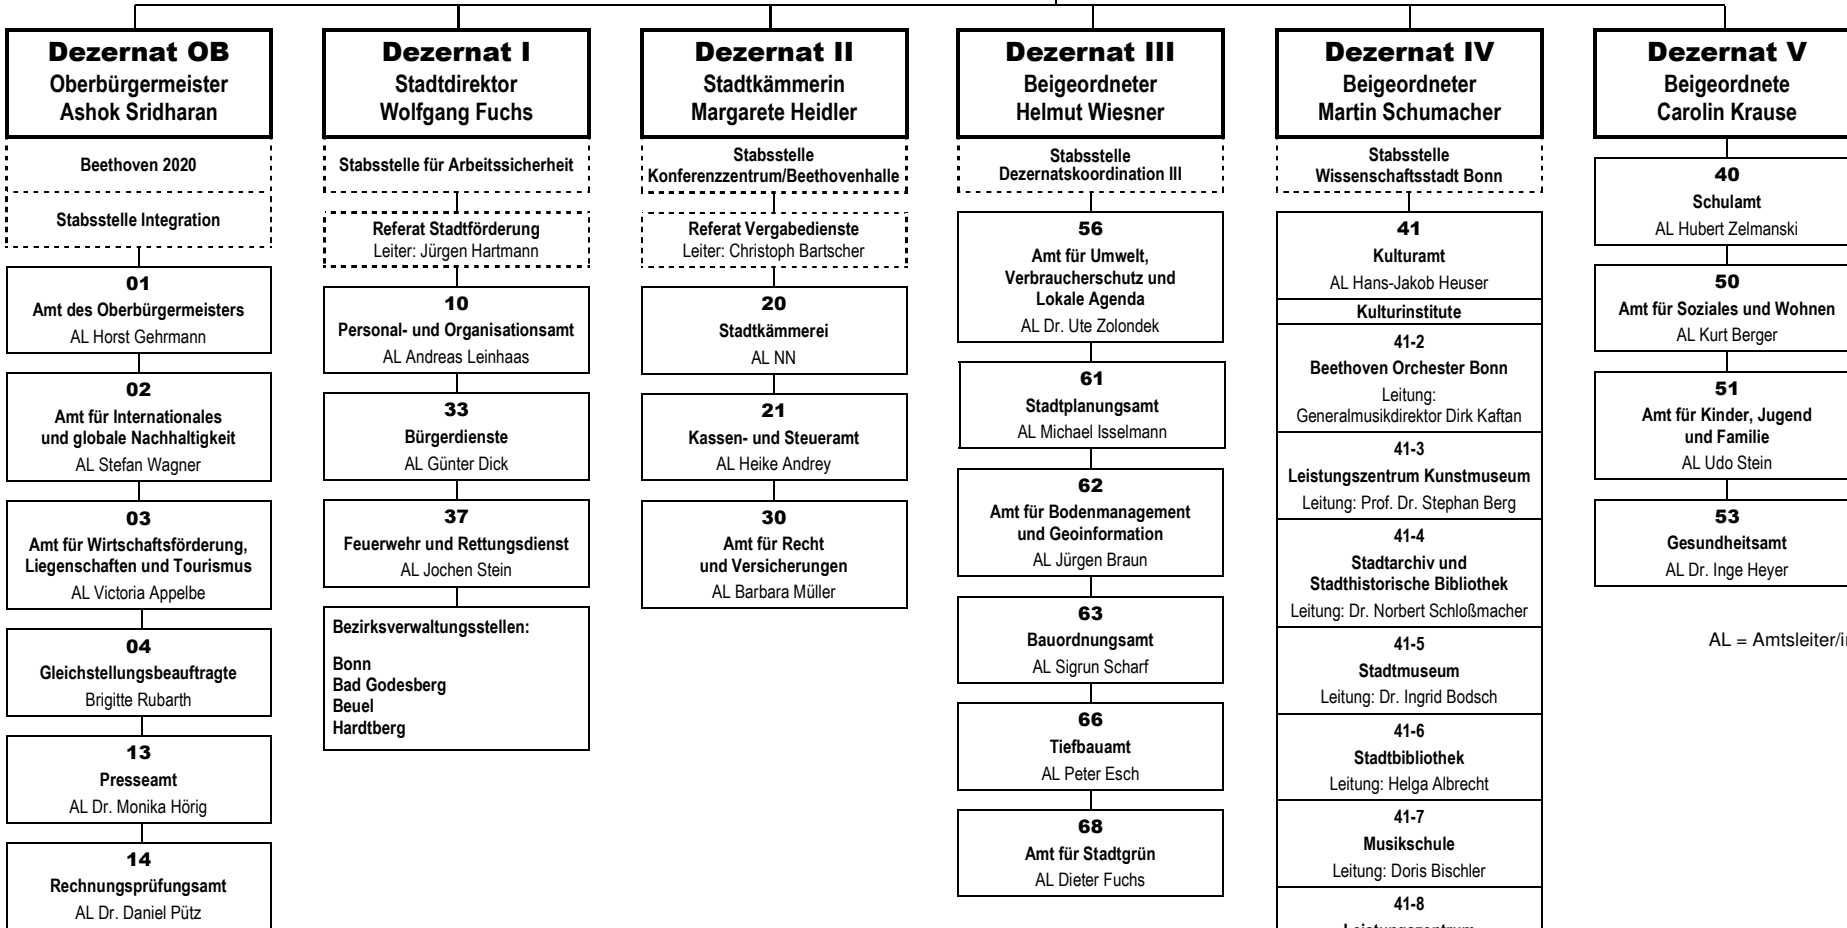 Dezernat OB
Oberbürgermeister
Ashok Sridharan
Beethoven 2020
Stabsstelle Integration
01
Amt des Oberbürgermeisters
AL Horst Gehrmann
02
Amt für Internationales
und globale Nachhaltigkeit
AL Stefan Wagner
03
Amt für Wirtschaftsförderung,
Liegenschaften und Tourismus
AL Victoria Appelbe
04
Gleichstellungsbeauftragte
Brigitte Rubarth
13
Presseamt
AL Dr. Monika Hörig
14
Rechnungsprüfungsamt
AL Dr. Daniel Pütz
Dezernat I
Stadtdirektor
Wolfgang Fuchs
Stabsstelle für Arbeitssicherheit
Referat Stadtförderung
Leiter: Jürgen Hartmann
10
Personal- und Organisationsamt
AL Andreas Leinhaas
33
Bürgerdienste
AL Günter Dick
37
Feuerwehr und Rettungsdienst
AL Jochen Stein
Bezirksverwaltungsstellen:
Bonn
Bad Godesberg
Beuel
Hardtberg
Dezernat II
Stadtkämmerin
Margarete Heidler
Stabsstelle
Konferenzzentrum/Beethovenhalle
Referat Vergabedienste
Leiter: Christoph Bartscher
20
Stadtkämmerei
AL NN
21
Kassen- und Steueramt
AL Heike Andrey
30
Amt für Recht
und Versicherungen
AL Barbara Müller
Dezernat III
Beigeordneter
Helmut Wiesner
Stabsstelle
Dezernatskoordination III
56
Amt für Umwelt,
Verbraucherschutz und
Lokale Agenda
AL Dr. Ute Zolondek
61
Stadtplanungsamt
AL Michael Isselmann
62
Amt für Bodenmanagement
und Geoinformation
AL Jürgen Braun
63
Bauordnungsamt
AL Sigrun Scharf
66
Tiefbauamt
AL Peter Esch
68
Amt für Stadtgrün
AL Dieter Fuchs
Dezernat IV
Beigeordneter
Martin Schumacher
Stabsstelle
Wissenschaftsstadt Bonn
41
Kulturamt
AL Hans-Jakob Heuser
Kulturinstitute
41-2
Beethoven Orchester Bonn
Leitung:
Generalmusikdirektor Dirk Kaftan
41-3
Leistungszentrum Kunstmuseum
Leitung: Prof. Dr. Stephan Berg
41-4
Stadtarchiv und
Stadthistorische Bibliothek
Leitung: Dr. Norbert Schloßmacher
41-5
Stadtmuseum
Leitung: Dr. Ingrid Bodsch
41-6
Stadtbibliothek
Leitung: Helga Albrecht
41-7
Musikschule
Leitung: Doris Bischler
41-8
Leistungszentrum
Dezernat V
Beigeordnete
Carolin Krause
40
Schulamt
AL Hubert Zelmanski
50
Amt für Soziales und Wohnen
AL Kurt Berger
51
Amt für Kinder, Jugend
und Familie
AL Udo Stein
53
Gesundheitsamt
AL Dr. Inge Heyer
AL = Amtsleiter/i